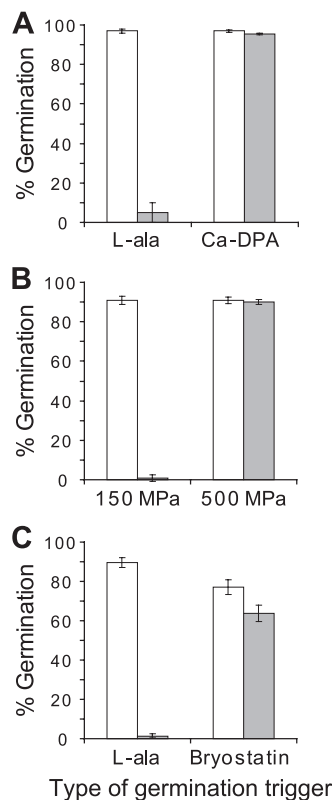 A
% Germination
100
80
60
40
20
0
L-ala Ca-DPA
B
% Germination
100
80
60
40
20
0
150 MPa 500 MPa
C
% Germination
100
80
60
40
20
0
L-ala Bryostatin
Type of germination trigger